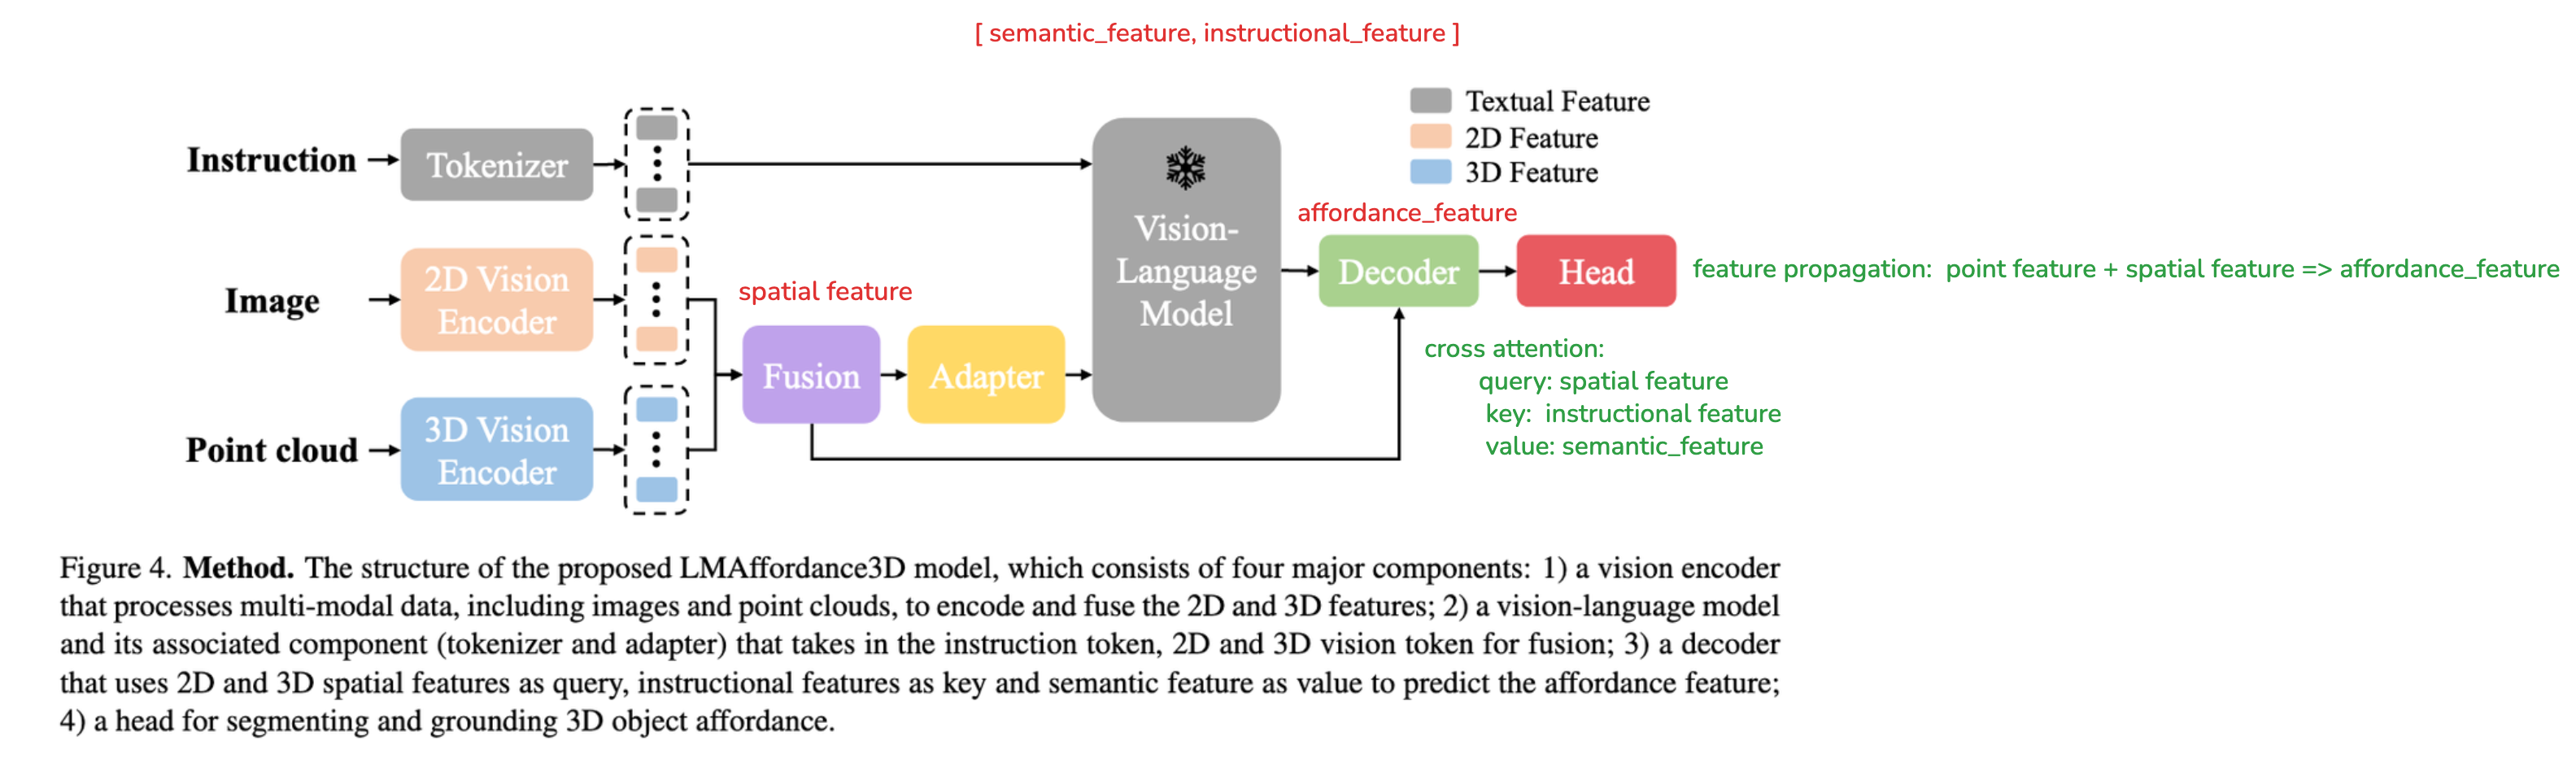 [ semantic_feature, instructional_feature ]
Textual Feature
2D Feature
3D Feature
Instruction
Tokenizer
Vision-
Language
Model
affordance_feature
Decoder
Head
feature propagation:  point feature + spatial feature => affordance_feature
Image
2D Vision
Encoder
spatial feature
Fusion
Adapter
cross attention:
query: spatial feature
key:  instructional feature
value: semantic_feature
Point cloud
3D Vision
Encoder
Figure 4. Method. The structure of the proposed LMAffordance3D model, which consists of four major components: 1) a vision encoder
that processes multi-modal data, including images and point clouds, to encode and fuse the 2D and 3D features; 2) a vision-language model
and its associated component (tokenizer and adapter) that takes in the instruction token, 2D and 3D vision token for fusion; 3) a decoder
that uses 2D and 3D spatial features as query, instructional features as key and semantic feature as value to predict the affordance feature;
4) a head for segmenting and grounding 3D object affordance.